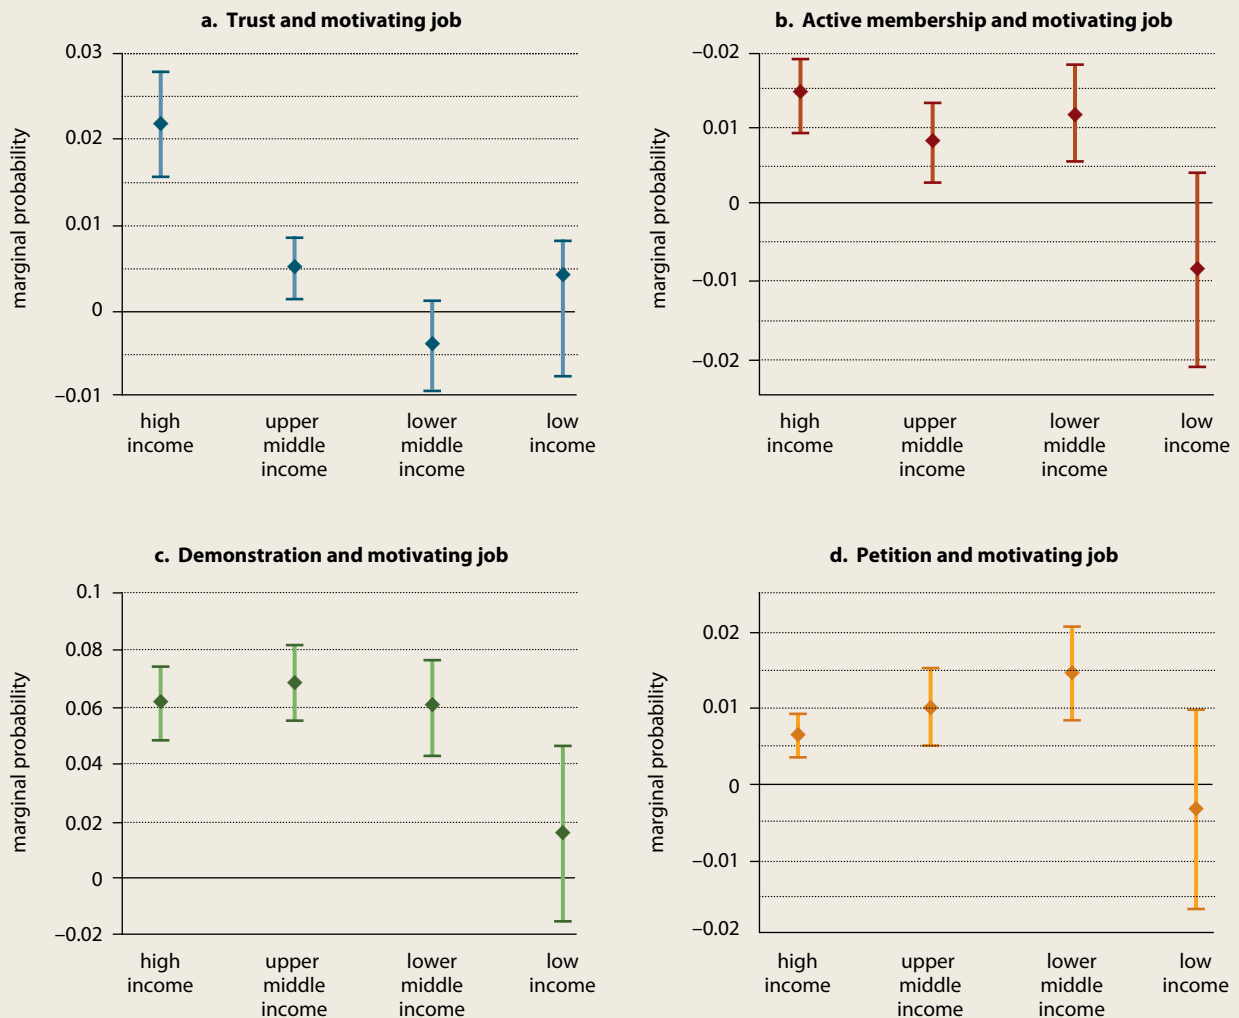 a. Trust and motivating job
0.03
0.02
0.01
0
–0.01
marginal probability
high
income
upper
middle
income
lower
middle
income
low
income
b. Active membership and motivating job
–0.02
0.01
0
–0.01
–0.02
marginal probability
high
income
upper
middle
income
lower
middle
income
low
income
c. Demonstration and motivating job
0.1
0.08
0.06
0.04
0.02
0
–0.02
marginal probability
high
income
upper
middle
income
lower
middle
income
low
income
d. Petition and motivating job
0.02
0.01
0
–0.01
–0.02
marginal probability
high
income
upper
middle
income
lower
middle
income
low
income